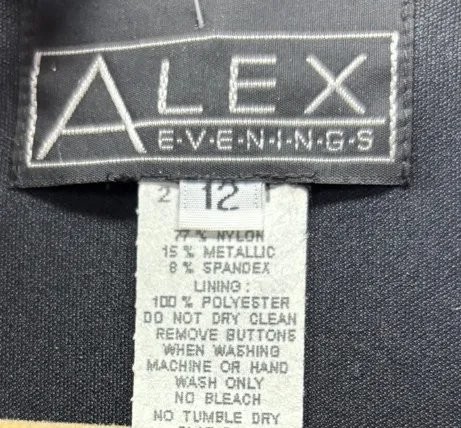 ALEX
E·V·E·N·I·N·G·S
12
77 % NYLON
15 % METALLIC
8 % SPANDEX
LINING :
100 % POLYESTER
DO NOT DRY CLEAN
REMOVE BUTTONS
WHEN WASHING
MACHINE OR HAND
WASH ONLY
NO BLEACH
NO TUMBLE DRY